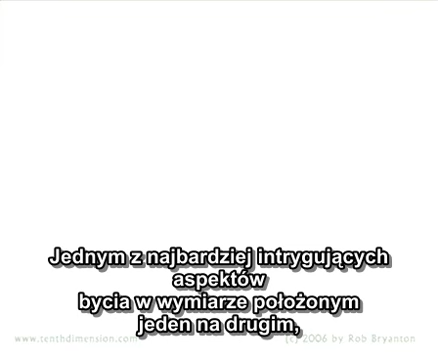 Jednym z najbardziej intrygujących
aspektów
bycia w wymiarze położonym
jeden na drugim,
www.tenthdimension.com (c) 2006 by Rob Bryanton